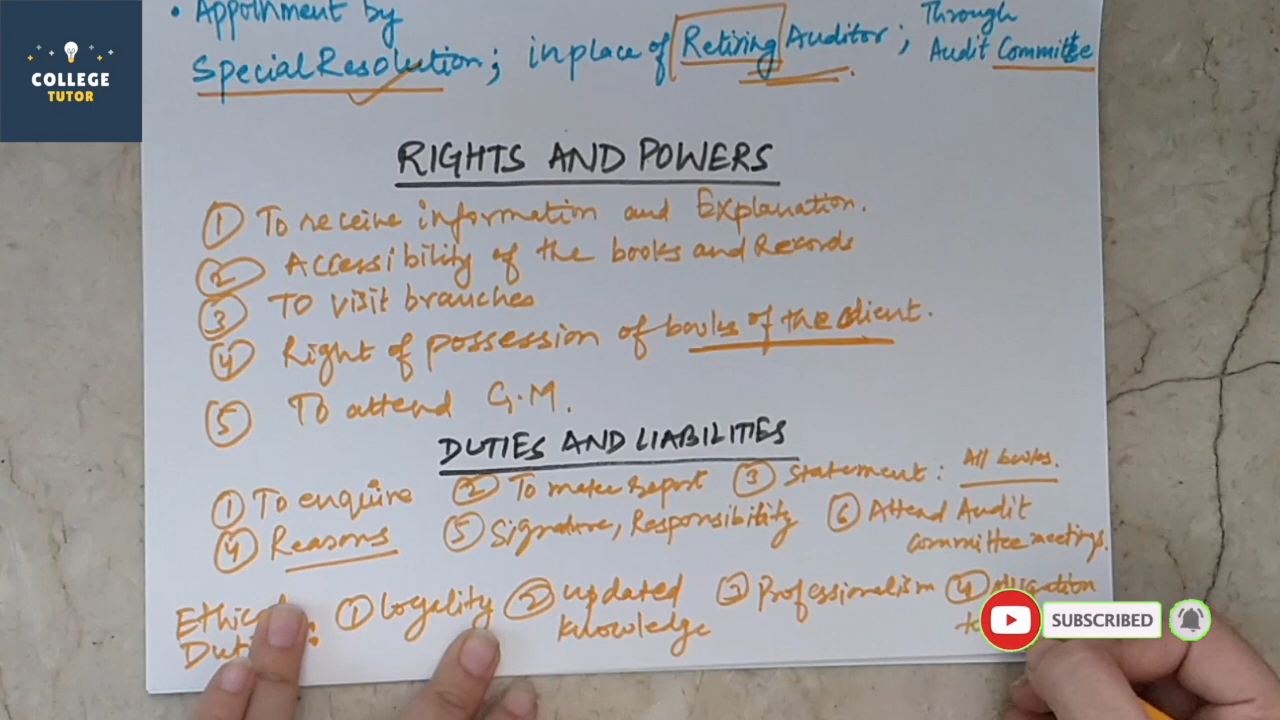 COLLEGE
TUTOR
• Appointment by
Special Resolution; in place of Retiring Auditor; Through Audit Committee
RIGHTS AND POWERS
① To receive information and Explanation.
② Accessibility of the books and Records
③ To visit branches
④ Right of possession of books of the client.
⑤ To attend G.M.
DUTIES AND LIABILITIES
① To enquire ② To make report ③ Statement: All books.
④ Reasons ⑤ Signature, Responsibility ⑥ Attend Audit Committee meetings.
Ethical Duties: ① Logality ② updated knowledge ③ Professionalism ④
SUBSCRIBED